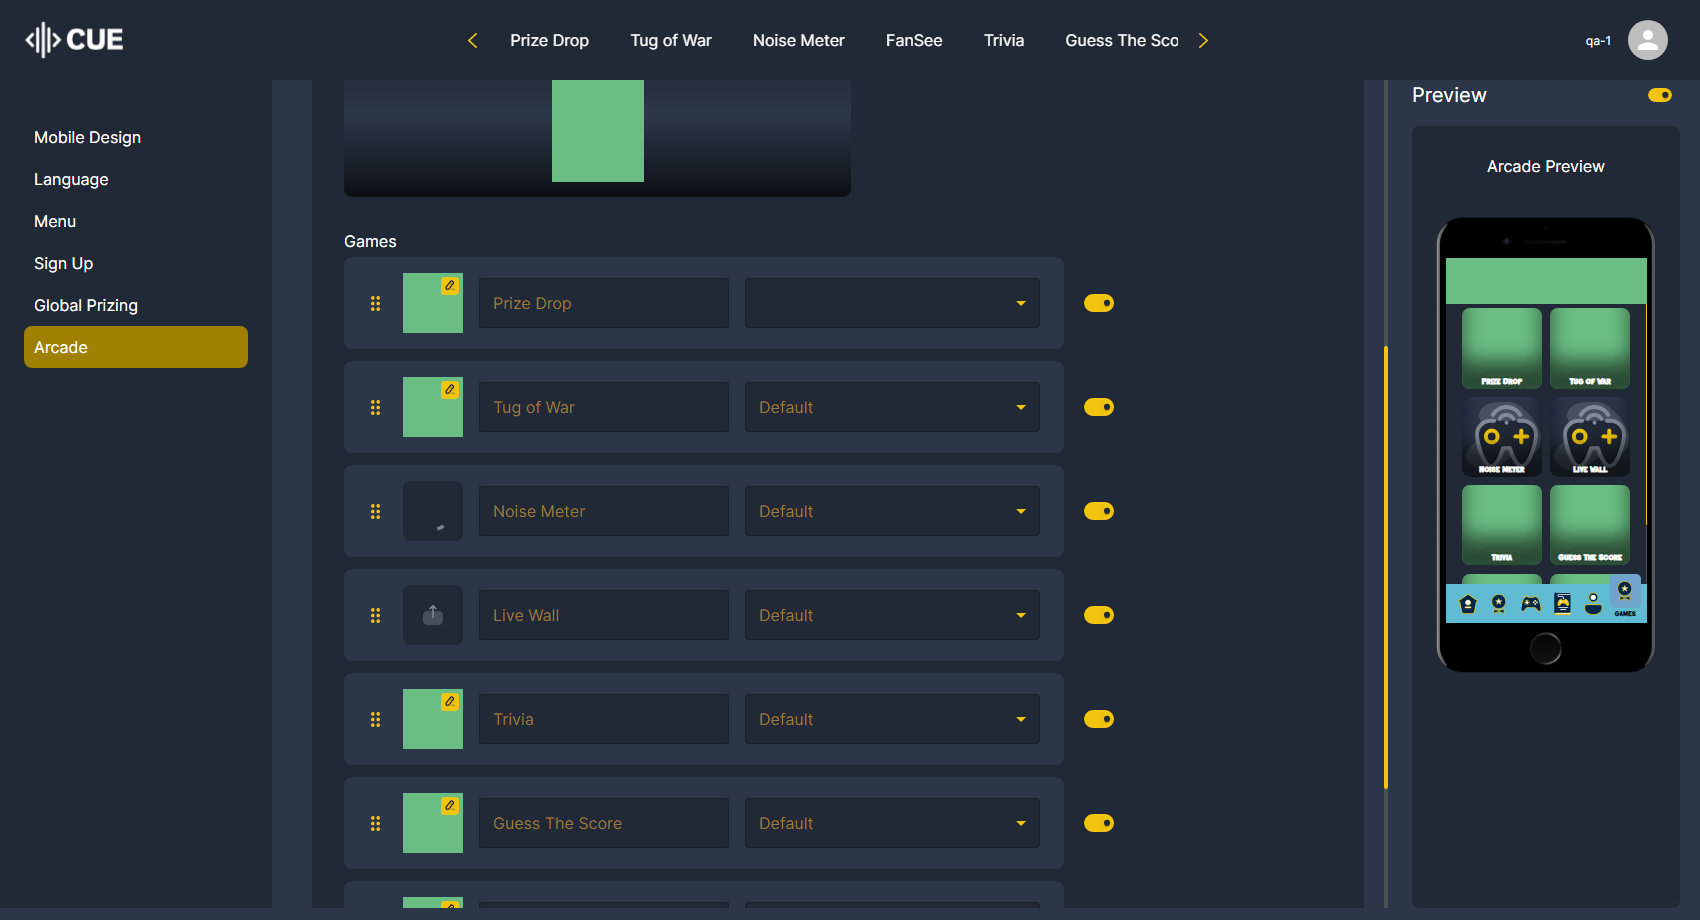 CUE
Prize Drop Tug of War Noise Meter FanSee Trivia Guess The Sco
qa-1
Mobile Design
Language
Menu
Sign Up
Global Prizing
Arcade
Games
Prize Drop
Tug of War Default
Noise Meter Default
Live Wall Default
Trivia Default
Guess The Score Default
Preview
Arcade Preview
Prize Drop Tug of War
Noise Meter Live Wall
Trivia Guess The Score
GAMES